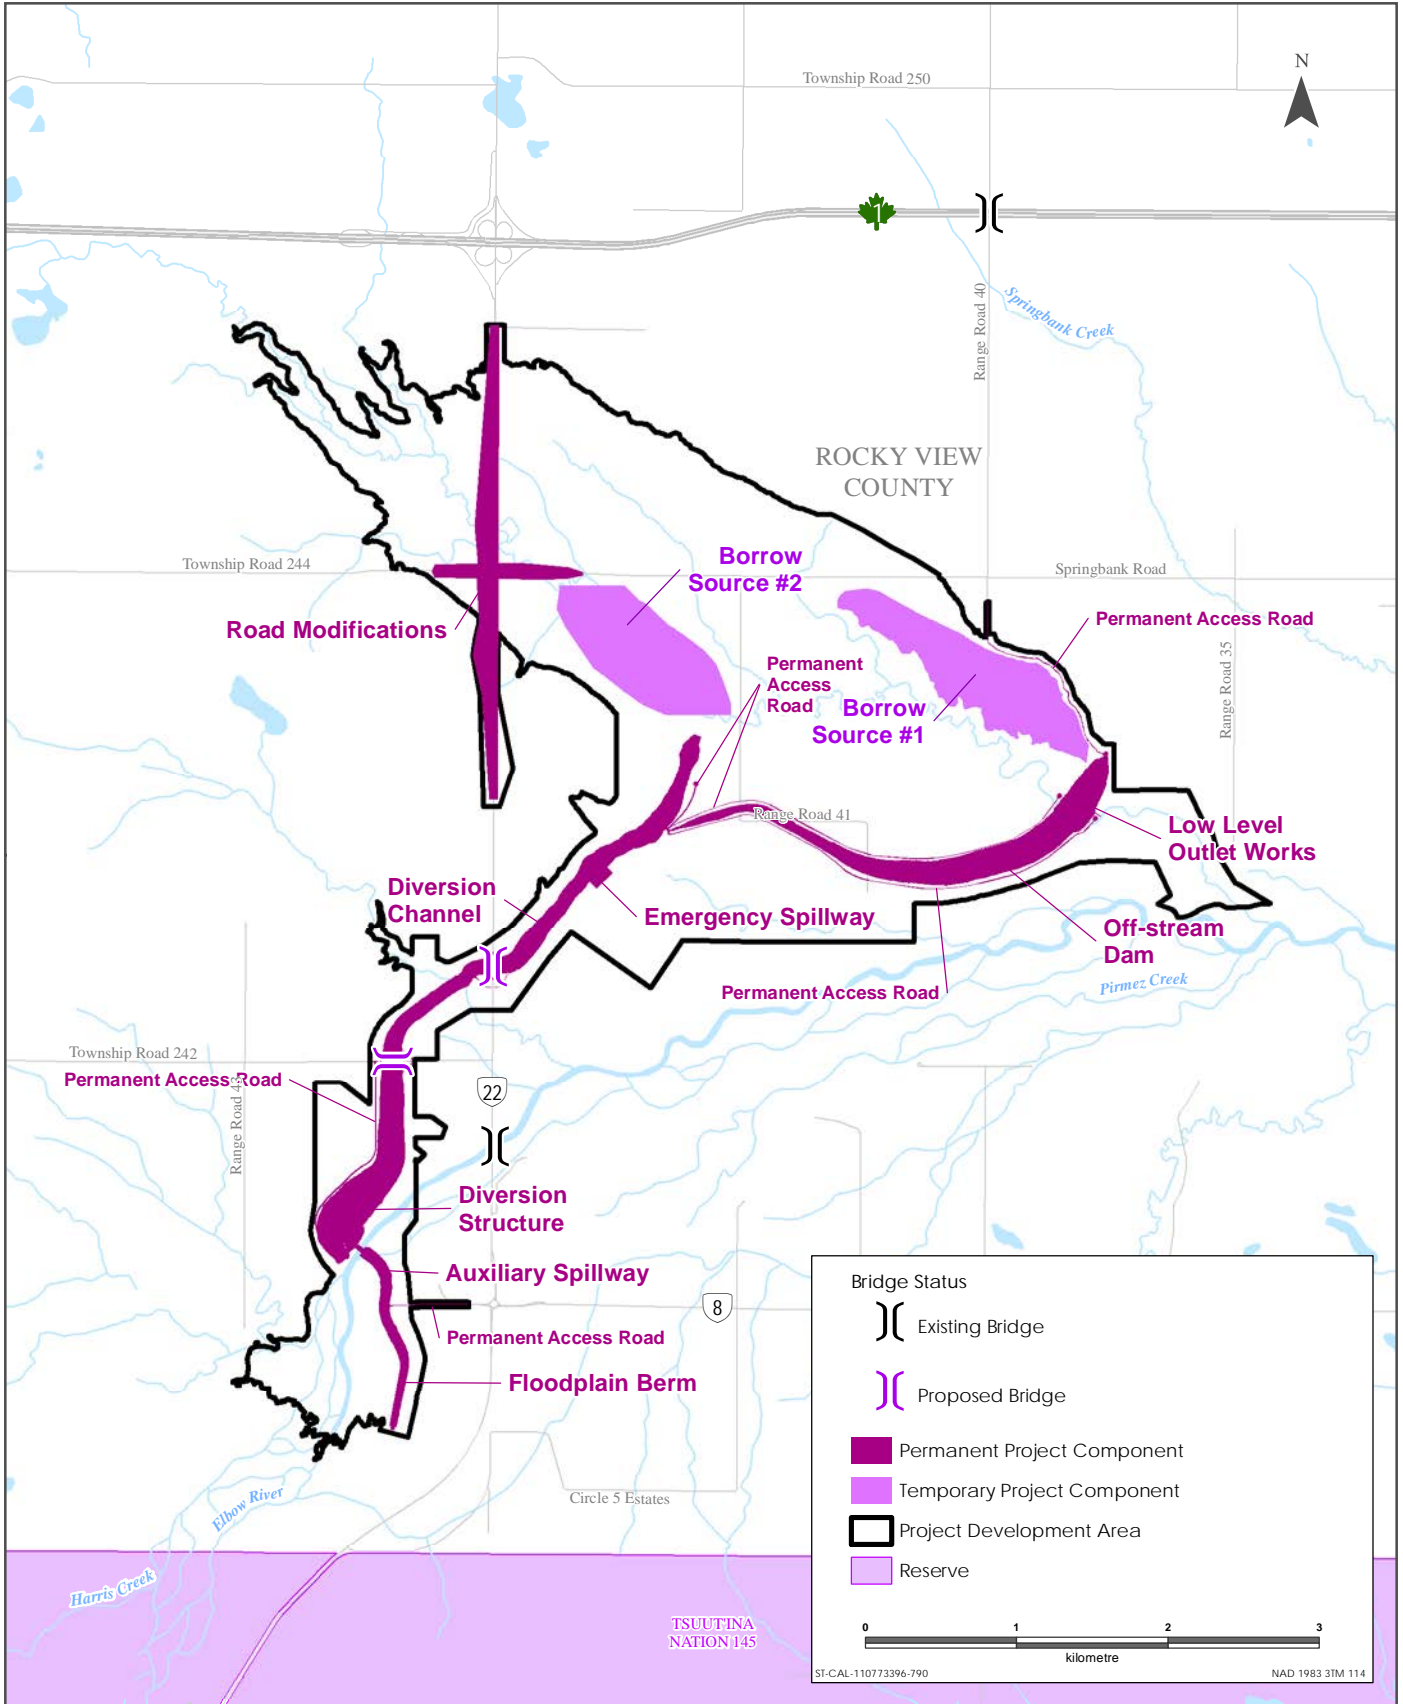 Township Road 250
N
1
Range Road 40
Springbank Creek
ROCKY VIEW
COUNTY
Township Road 244
Borrow
Source #2
Springbank Road
Road Modifications
Permanent Access Road
Permanent
Access
Road
Borrow
Source #1
Range Road 35
Range Road 41
Low Level
Outlet Works
Diversion
Channel
Emergency Spillway
Off-stream
Dam
Permanent Access Road
Pirmez Creek
Township Road 242
Permanent Access Road
Range Road 43
22
Diversion
Structure
Auxiliary Spillway
8
Permanent Access Road
Floodplain Berm
Circle 5 Estates
Elbow River
Harris Creek
TSUUT'INA
NATION 145
Bridge Status
Existing Bridge
Proposed Bridge
Permanent Project Component
Temporary Project Component
Project Development Area
Reserve
0 1 2 3
kilometre
ST-CAL-110773396-790 NAD 1983 3TM 114